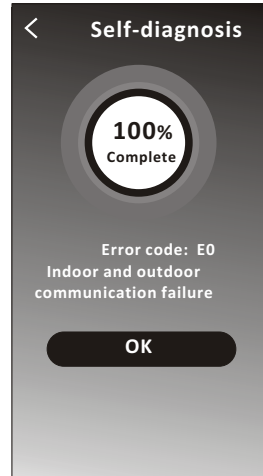 Self-diagnosis
100%
Complete
Error code: E0
Indoor and outdoor
communication failure
OK